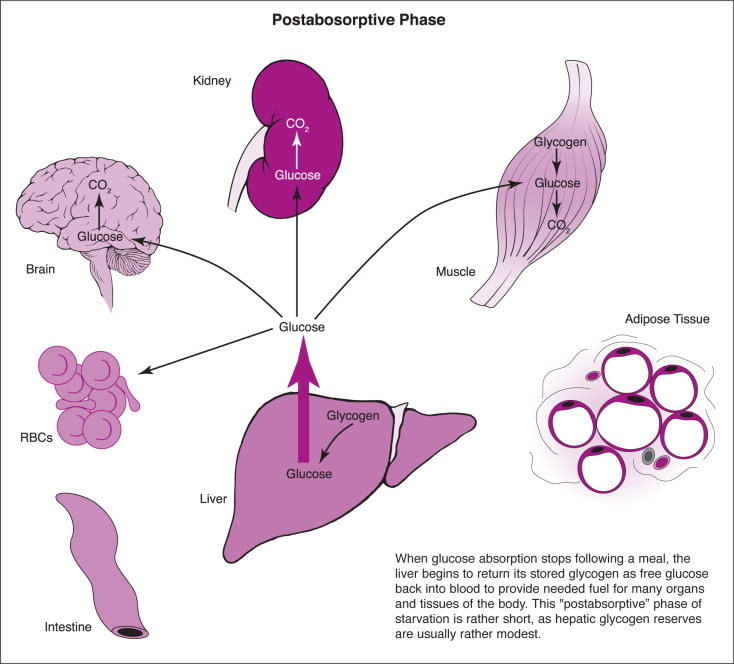 Postabosorptive Phase
Kidney
CO2
Glucose
Glycogen
Glucose
CO2
Muscle
CO2
Glucose
Brain
Adipose Tissue
Glucose
RBCs
Glycogen
Glucose
Liver
Intestine
When glucose absorption stops following a meal, the
liver begins to return its stored glycogen as free glucose
back into blood to provide needed fuel for many organs
and tissues of the body. This "postabsorptive” phase of
starvation is rather short, as hepatic glycogen reserves
are usually rather modest.